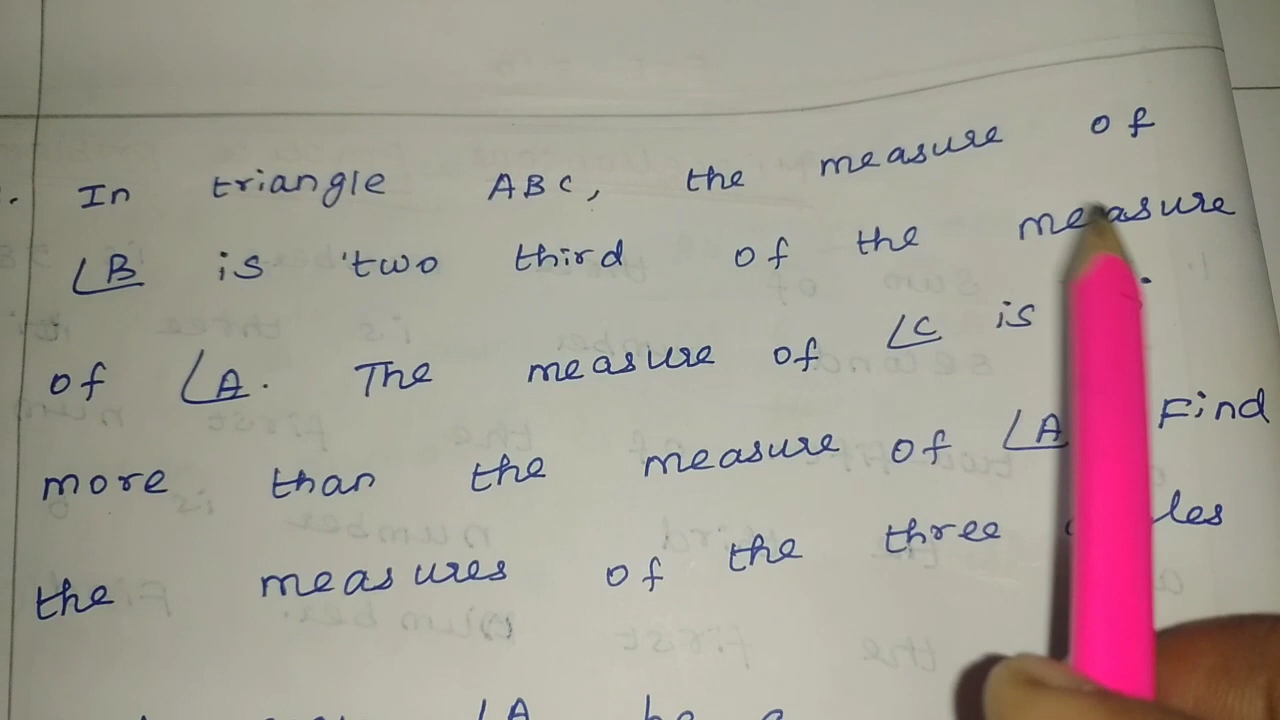 In triangle ABC, the measure of
∠B is two third of the measure
of ∠A. The measure of ∠C is
more than the measure of ∠A Find
the measures of the three les
∠A be a